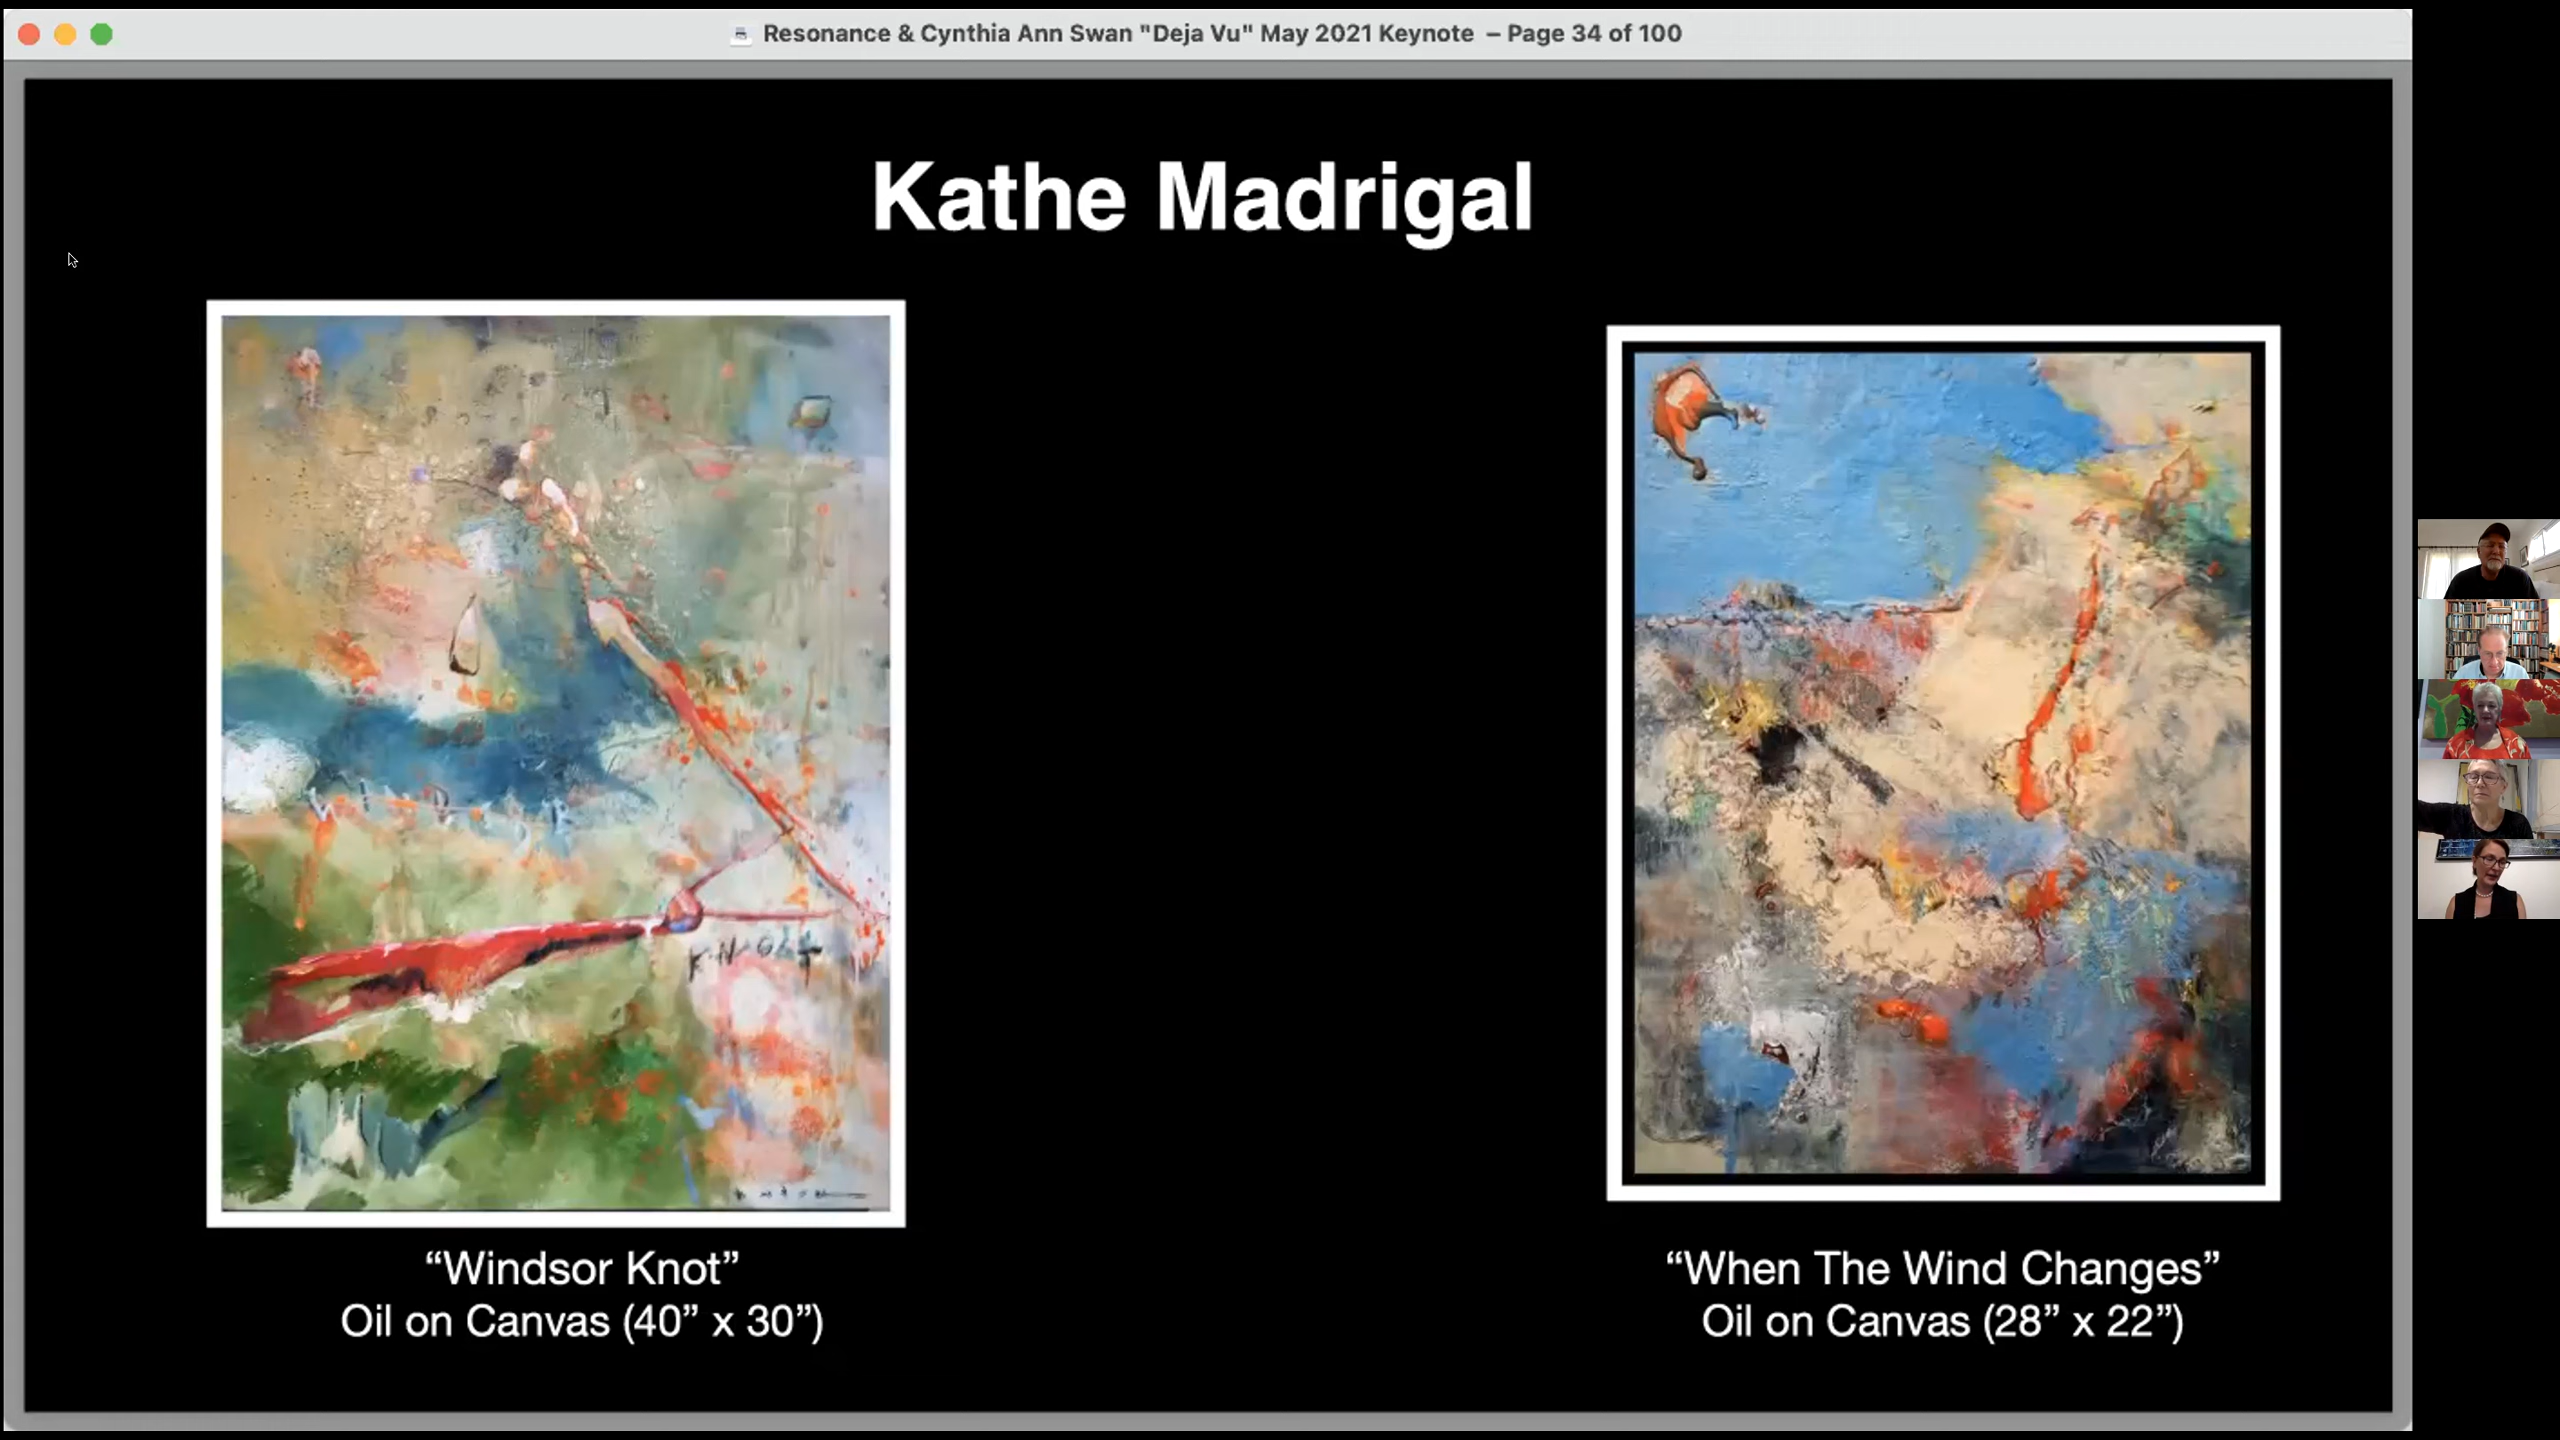 Resonance & Cynthia Ann Swan "Deja Vu" May 2021 Keynote – Page 34 of 100
Kathe Madrigal
KNOT
“Windsor Knot”
Oil on Canvas (40” x 30”)
“When The Wind Changes”
Oil on Canvas (28” x 22”)